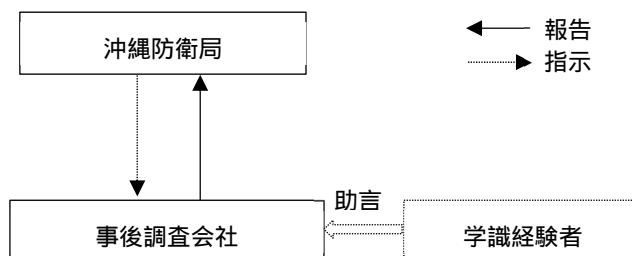 沖縄防衛局
報告
指示
助言
事後調査会社
学識経験者